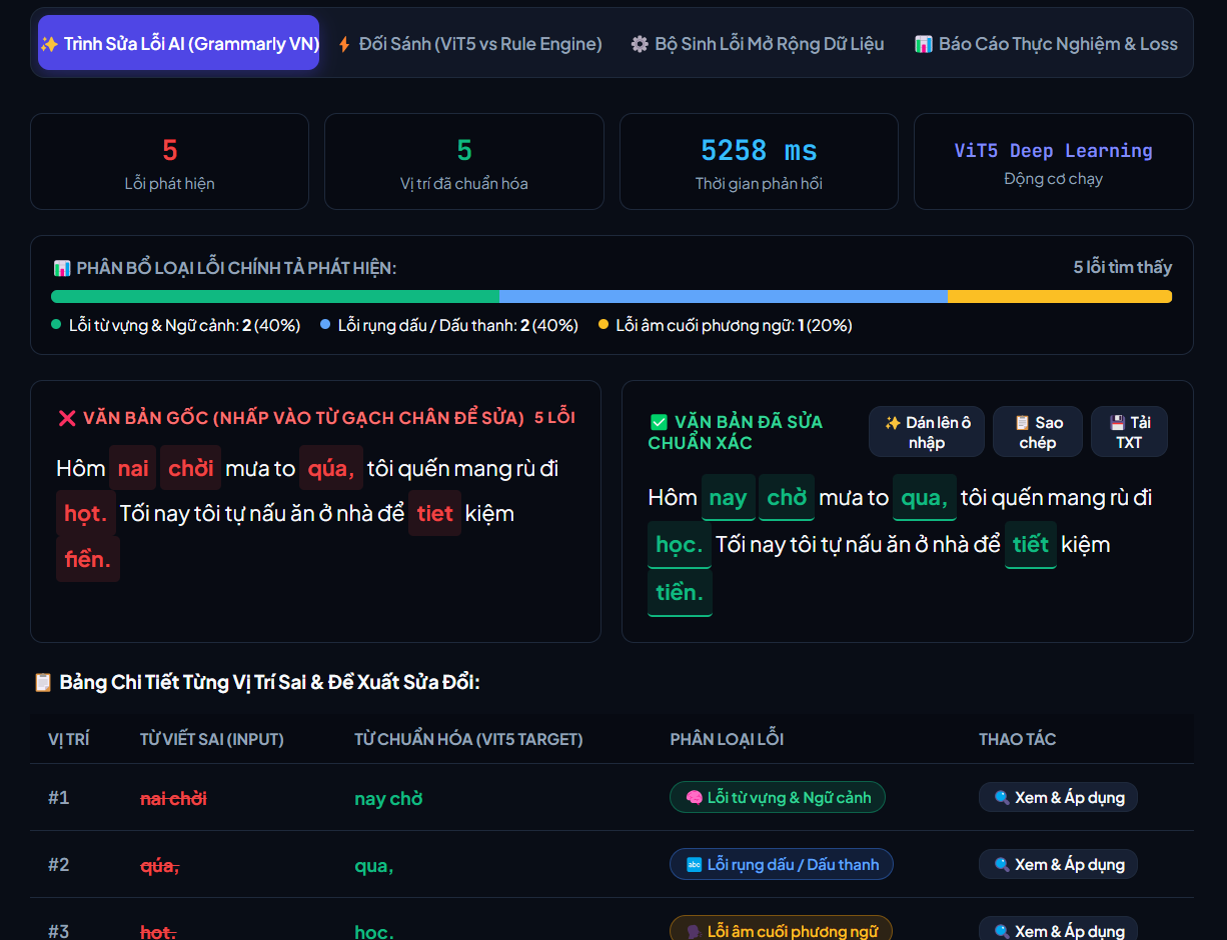 ✨ Trình Sửa Lỗi AI (Grammarly VN) ⚡ Đối Sánh (ViT5 vs Rule Engine) ⚙️ Bộ Sinh Lỗi Mở Rộng Dữ Liệu 📊 Báo Cáo Thực Nghiệm & Loss
5 5 5258 ms ViT5 Deep Learning
Lỗi phát hiện Vị trí đã chuẩn hóa Thời gian phản hồi Động cơ chạy
📊 PHÂN BỔ LOẠI LỖI CHÍNH TẢ PHÁT HIỆN: 5 lỗi tìm thấy
Lỗi từ vựng & Ngữ cảnh: 2 (40%) Lỗi rụng dấu / Dấu thanh: 2 (40%) Lỗi âm cuối phương ngữ: 1 (20%)
❌ VĂN BẢN GỐC (NHẤP VÀO TỪ GẠCH CHÂN ĐỂ SỬA) 5 LỖI
Hôm nai chời mưa to qúa, tôi quến mang rù đi
họt. Tối nay tôi tự nấu ăn ở nhà để tiet kiệm
fiền.
✅ VĂN BẢN ĐÃ SỬA
CHUẨN XÁC
✨ Dán lên ô
nhập
📋 Sao
chép
💾 Tải
TXT
Hôm nay chờ mưa to qua, tôi quến mang rù đi
học. Tối nay tôi tự nấu ăn ở nhà để tiết kiệm
tiền.
📋 Bảng Chi Tiết Từng Vị Trí Sai & Đề Xuất Sửa Đổi:
VỊ TRÍ TỪ VIẾT SAI (INPUT) TỪ CHUẨN HÓA (VIT5 TARGET) PHÂN LOẠI LỖI THAO TÁC
#1 nai chời nay chờ 🧠 Lỗi từ vựng & Ngữ cảnh 🔍 Xem & Áp dụng
#2 qúa, qua, 🔤 Lỗi rụng dấu / Dấu thanh 🔍 Xem & Áp dụng
#3 họt. học. 🗣️ Lỗi âm cuối phương ngữ 🔍 Xem & Áp dụng